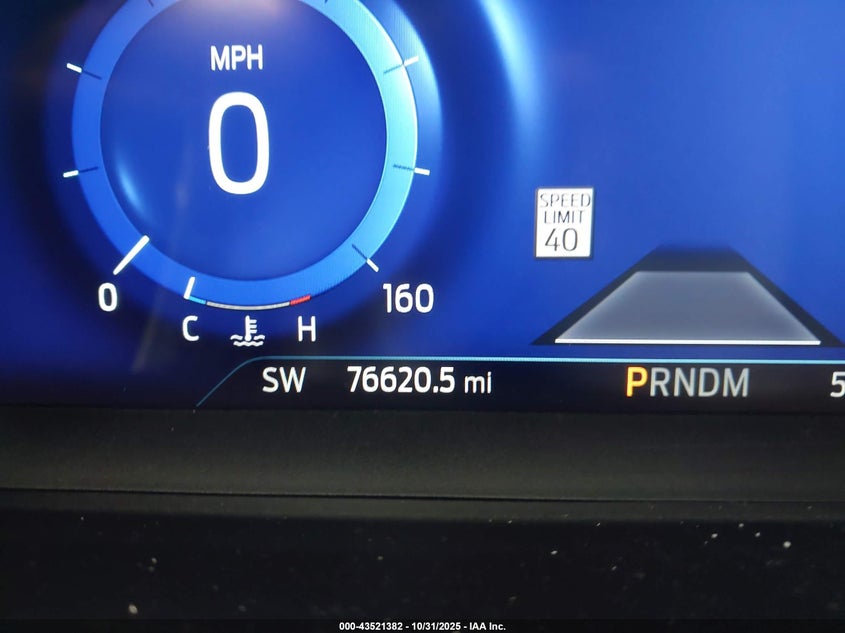 MPH
0
SPEED
LIMIT
40
0
160
C
H
SW 76620.5 mi PRNDM 5
000-43521382 - 10/31/2025 - IAA Inc.